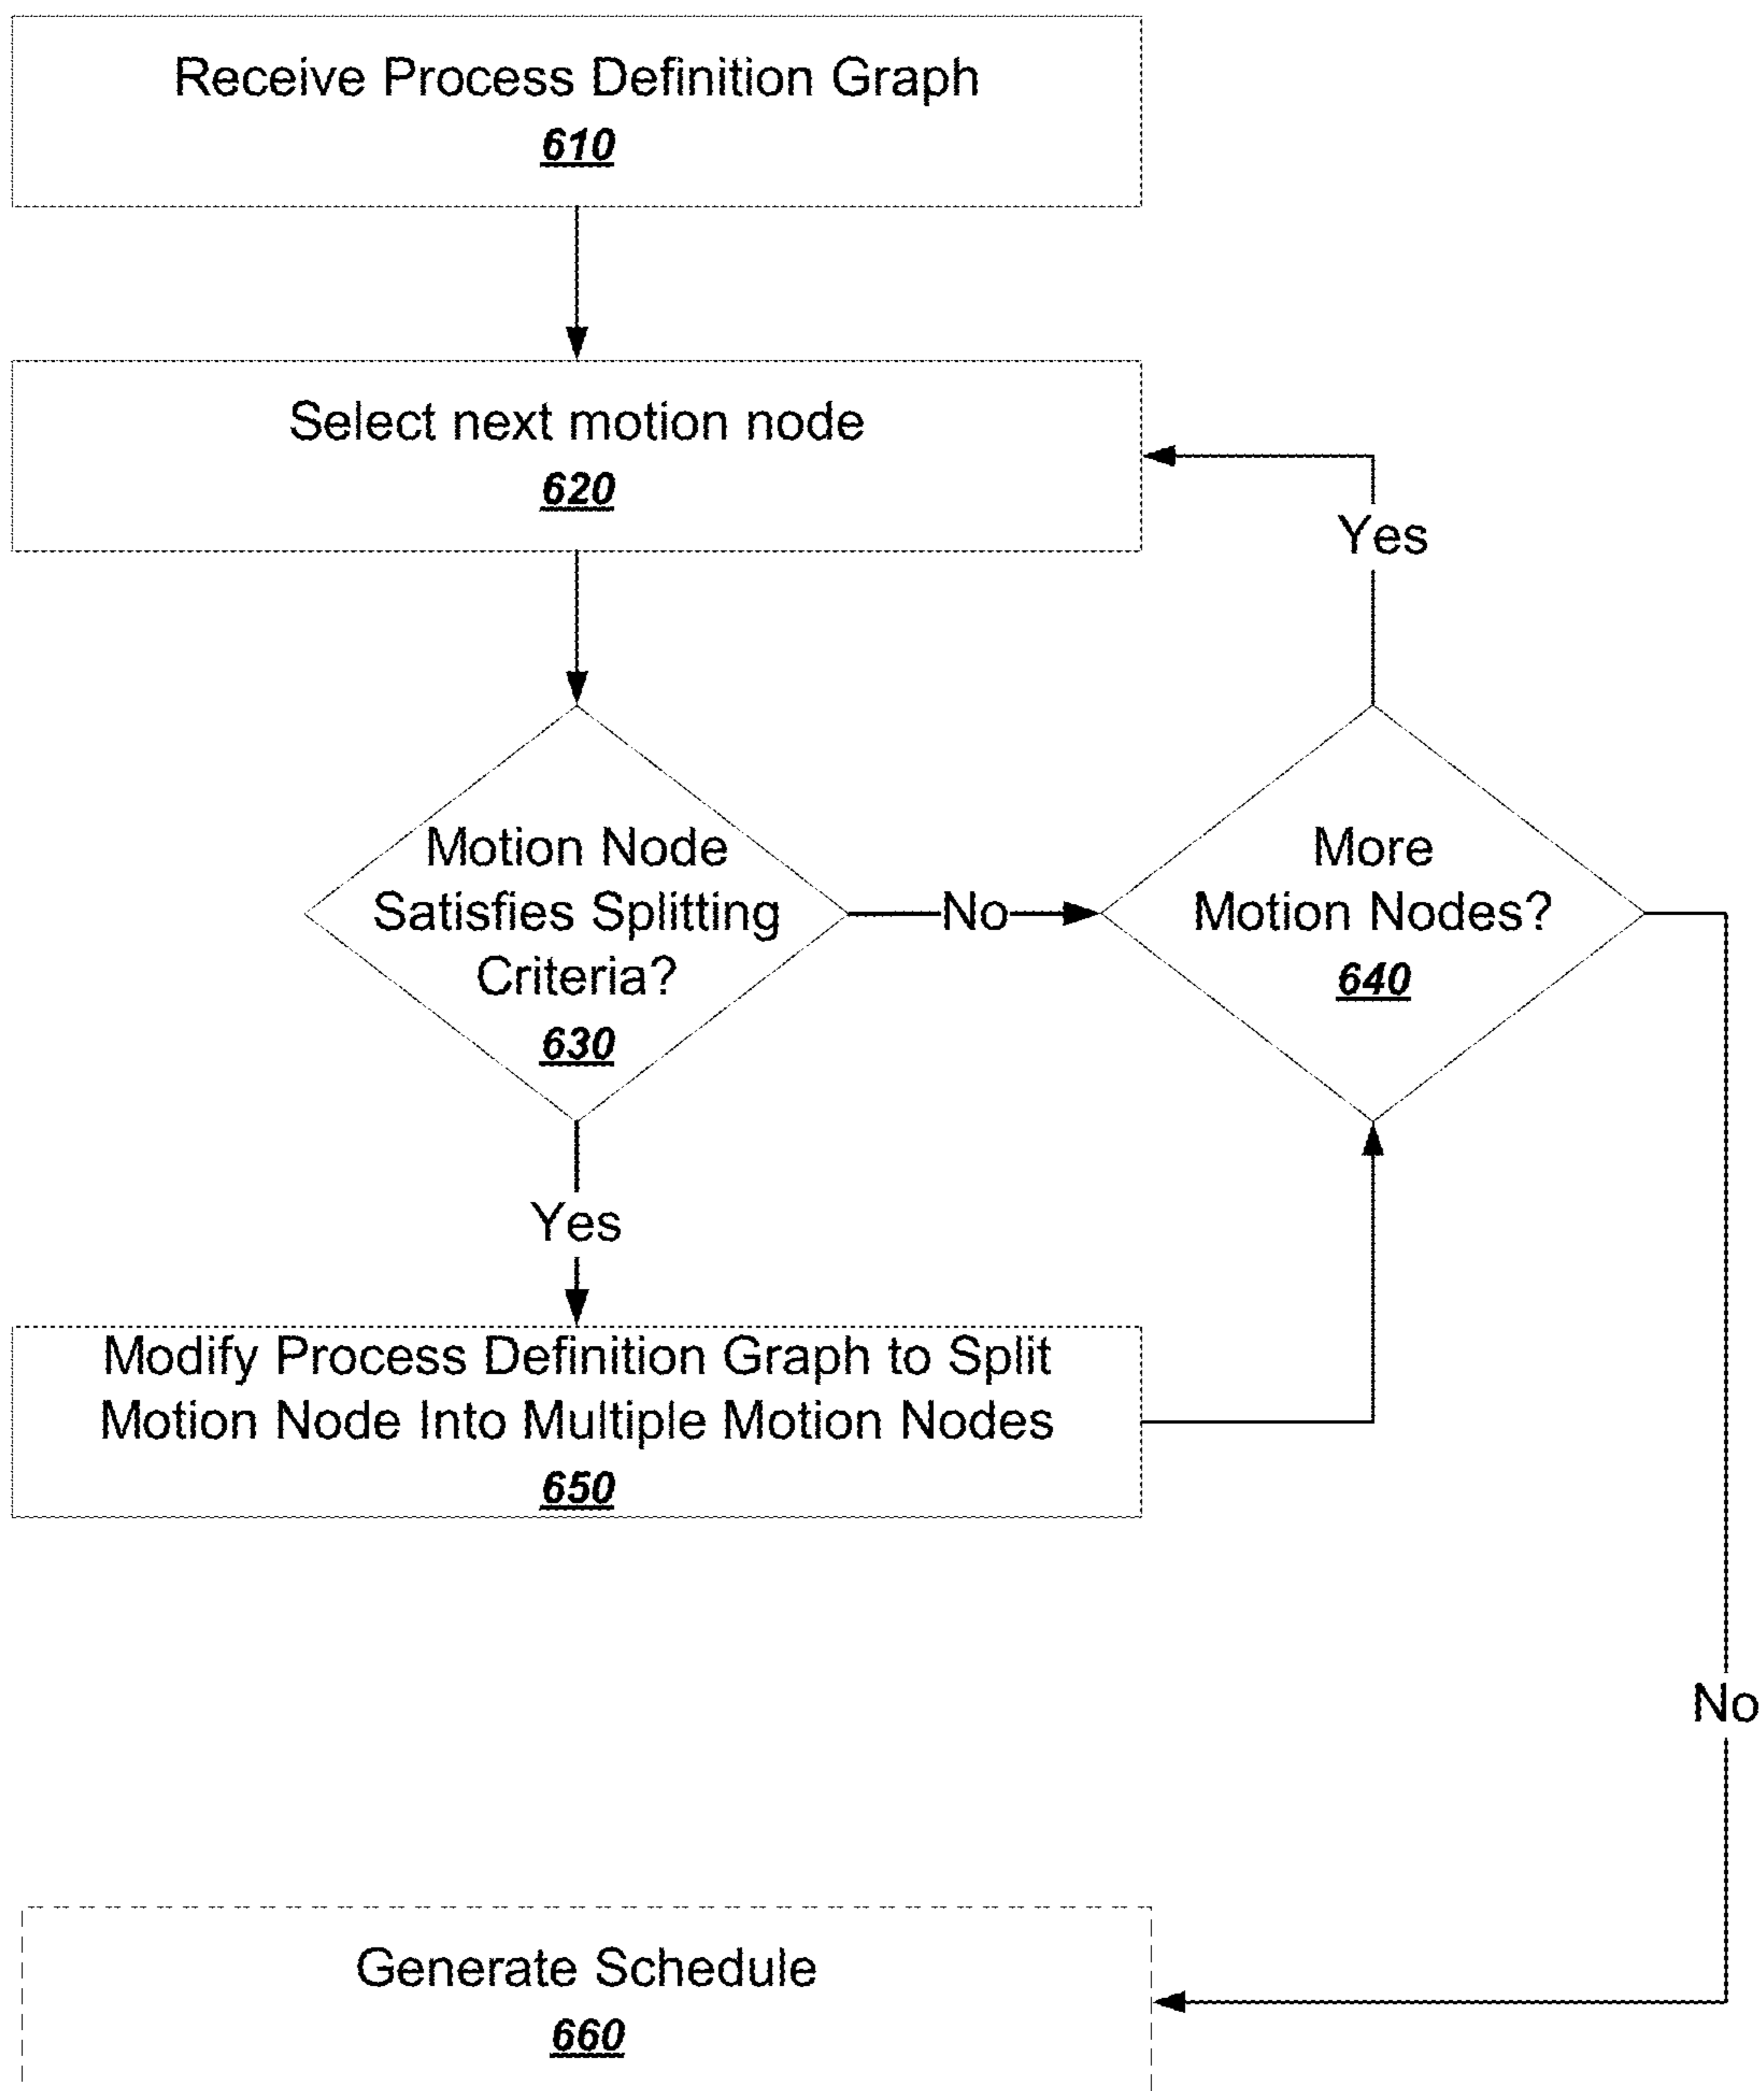 Receive Process Definition Graph
610
Select next motion node
620
Yes
Motion Node
Satisfies Splitting
Criteria?
630
No
More
Motion Nodes?
640
Yes
Modify Process Definition Graph to Split
Motion Node Into Multiple Motion Nodes
650
No
Generate Schedule
660